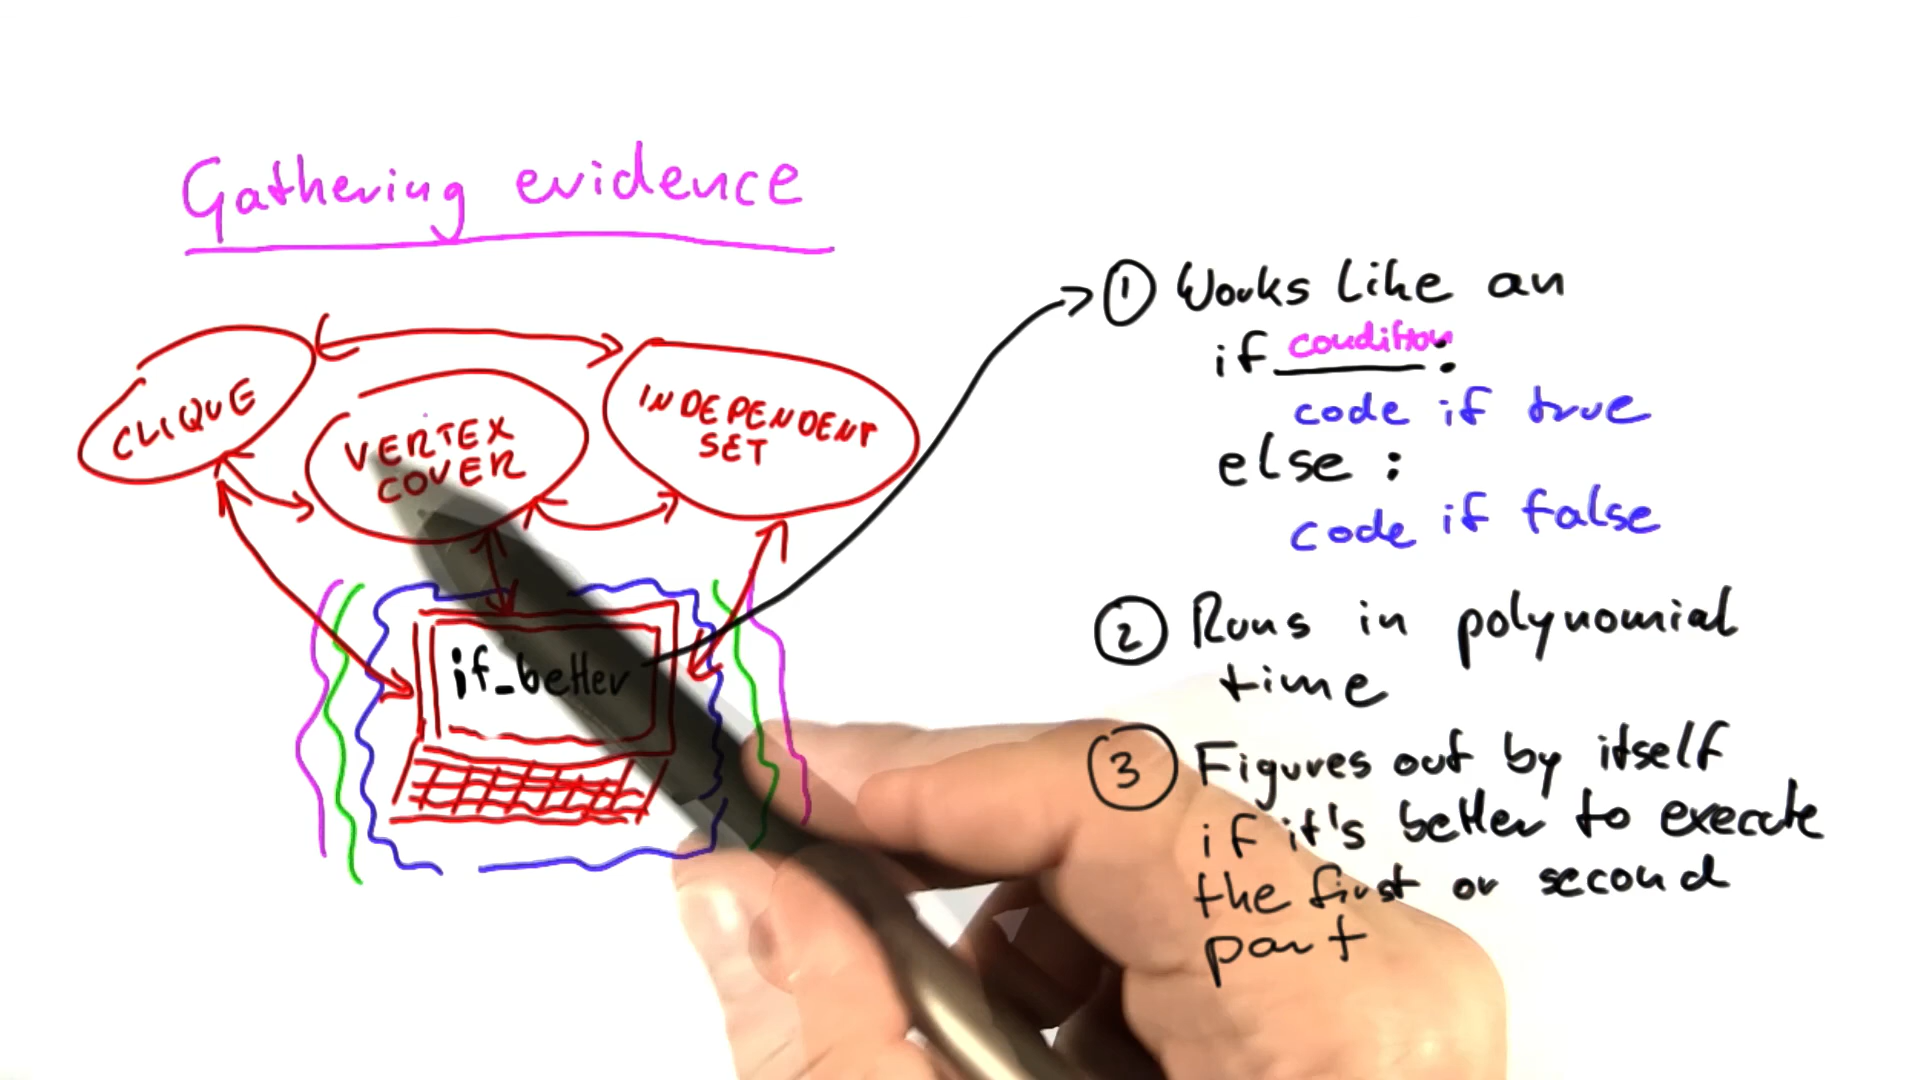 Gathering evidence
CLIQUE
VERTEX
COVER
INDEPENDENT
SET
if_better
① Works like an
if condition:
code if true
else:
code if false
② Runs in polynomial
time
③ Figures out by itself
if it's better to execute
the first or second
part